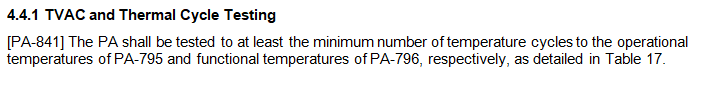 4.4.1 TVAC and Thermal Cycle Testing
[PA-841] The PA shall be tested to at least the minimum number of temperature cycles to the operational
temperatures of PA-795 and functional temperatures of PA-796, respectively, as detailed in Table 17.